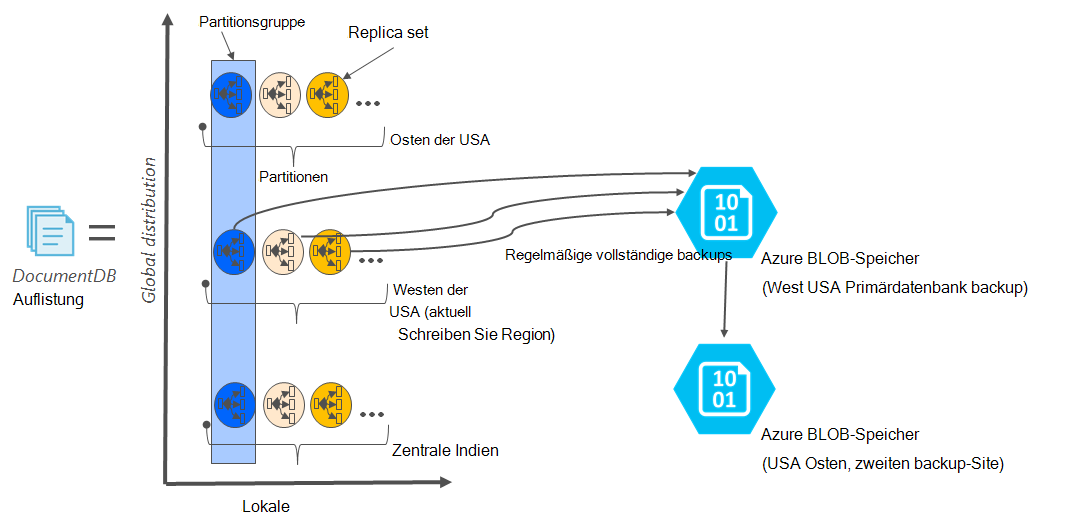 Partitionsgruppe
Replica set
Osten der USA
Partitionen
Global distribution
DocumentDB
Auflistung
10
01
Regelmäßige vollständige backups
Azure BLOB-Speicher
(West USA Primärdatenbank backup)
Westen der
USA (aktuell
Schreiben Sie Region)
10
01
Azure BLOB-Speicher
(USA Osten, zweiten backup-Site)
Zentrale Indien
Lokale